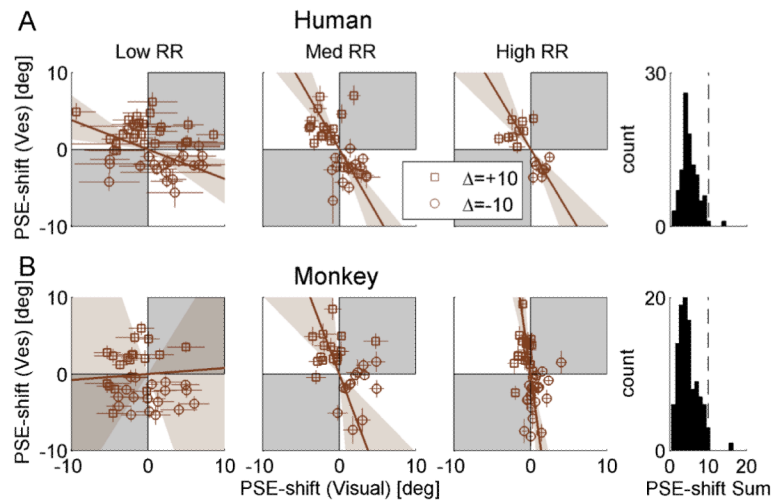 A
Human
Low RR
Med RR
High RR
PSE-shift (Ves) [deg]
10
0
-10
Δ=+10
Δ=-10
count
30
0
B
Monkey
PSE-shift (Ves) [deg]
10
0
-10
-10 0 10
-10 0 10
-10 0 10
PSE-shift (Visual) [deg]
count
20
0
0 10 20
PSE-shift Sum